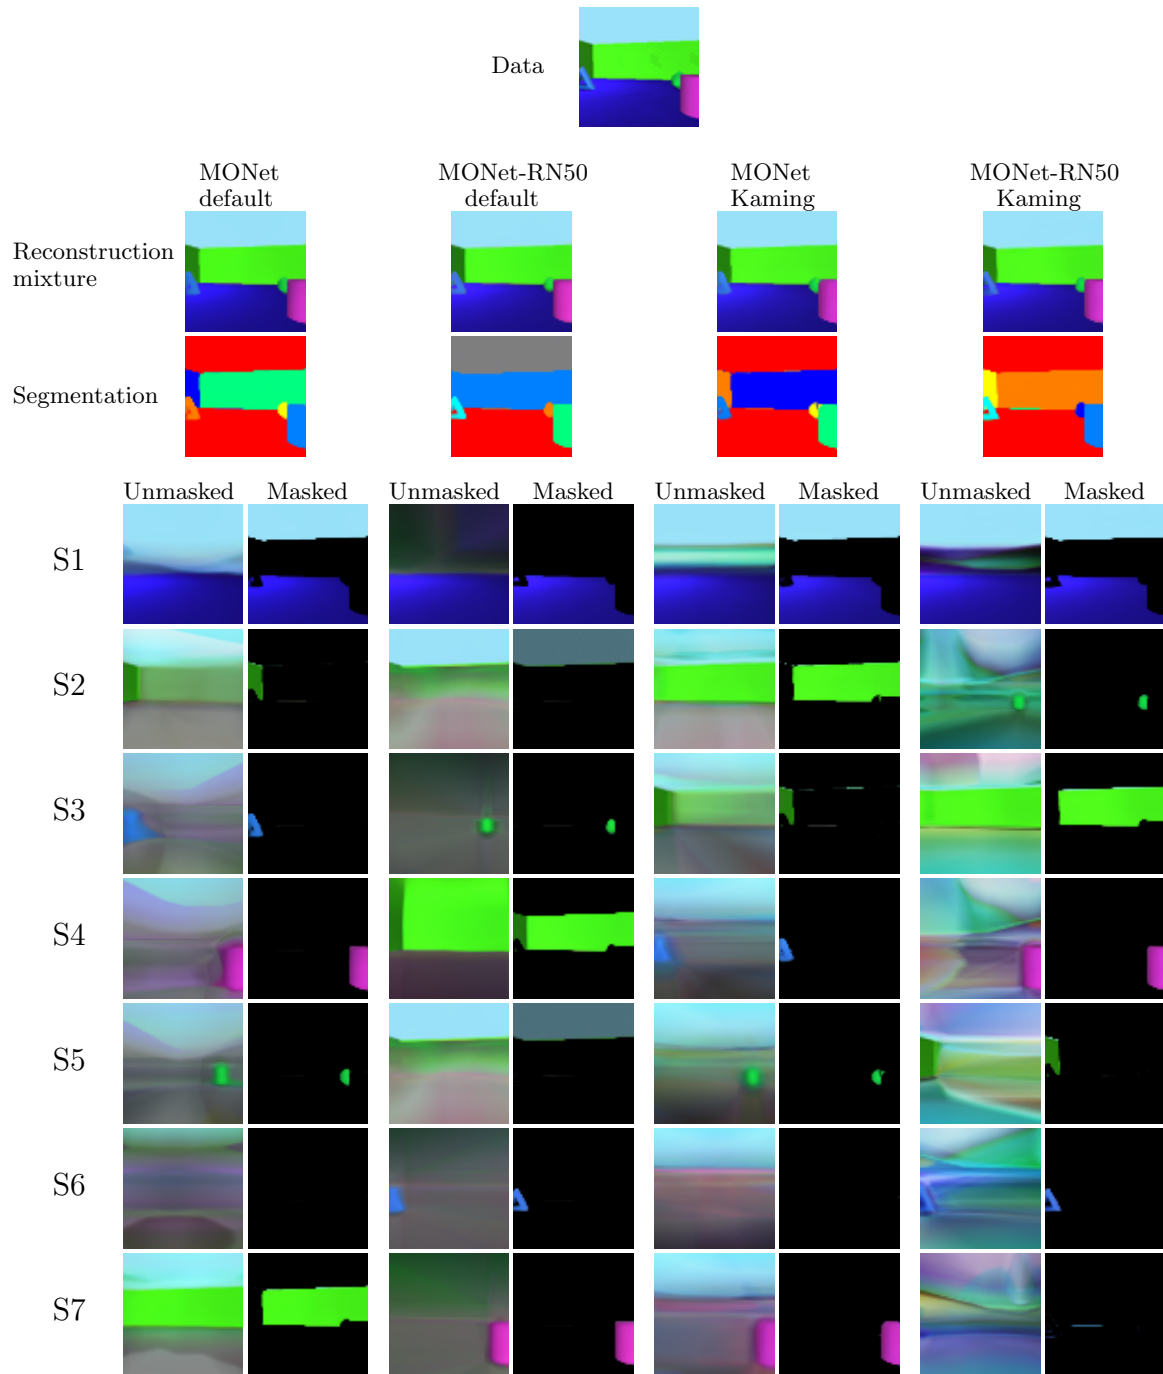 Data
MONet
default
MONet-RN50
default
MONet
Kaming
MONet-RN50
Kaming
Reconstruction
mixture
Segmentation
Unmasked Masked Unmasked Masked Unmasked Masked Unmasked Masked
S1
S2
S3
S4
S5
S6
S7